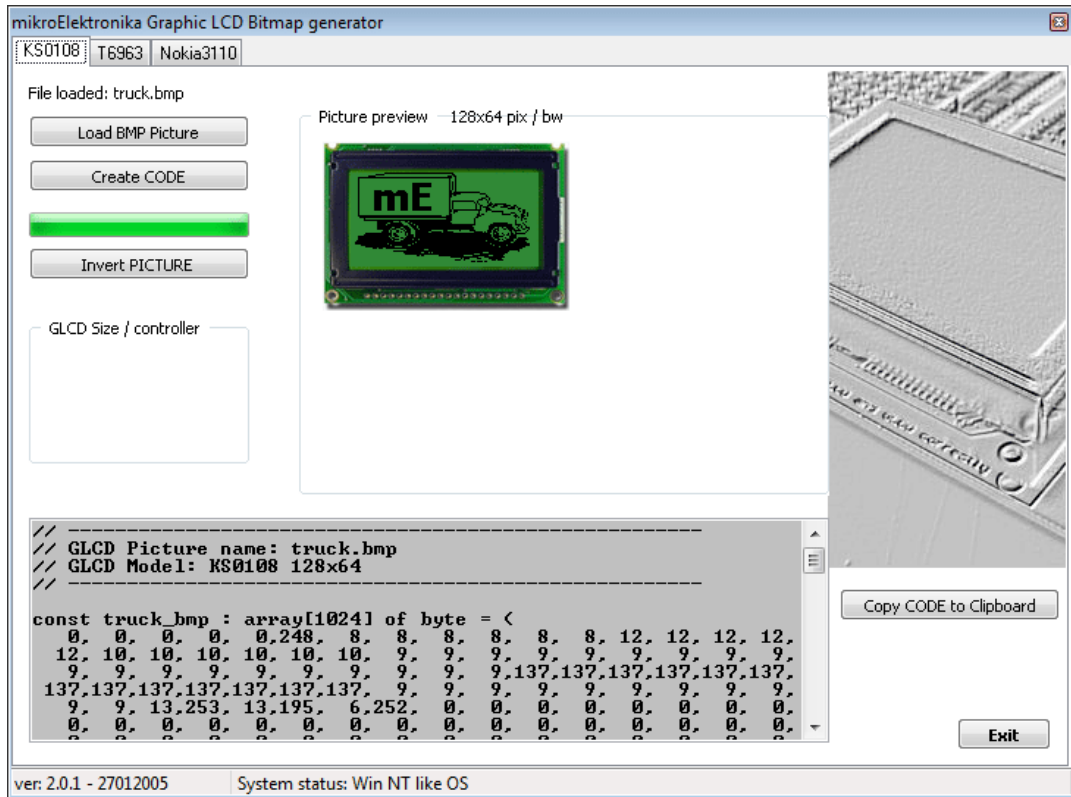 mikroElektronika Graphic LCD Bitmap generator
KS0108 T6963 Nokia3110
File loaded: truck.bmp
Load BMP Picture
Create CODE
Invert PICTURE
GLCD Size / controller
Picture preview 128x64 pix / bw
mE
// ------------------------------------------------------
// GLCD Picture name: truck.bmp
// GLCD Model: KS0108 128x64
// ------------------------------------------------------
const truck_bmp : array[1024] of byte = (
0, 0, 0, 0, 0,248, 8, 8, 8, 8, 8, 8, 12, 12, 12, 12,
12, 10, 10, 10, 10, 10, 10, 9, 9, 9, 9, 9, 9, 9, 9, 9,
9, 9, 9, 9, 9, 9, 9, 9, 9, 9,137,137,137,137,137,137,
137,137,137,137,137,137,137, 9, 9, 9, 9, 9, 9, 9, 9, 9,
9, 9, 13,253, 13,195, 6,252, 0, 0, 0, 0, 0, 0, 0, 0,
0, 0, 0, 0, 0, 0, 0, 0, 0, 0, 0, 0, 0, 0, 0, 0,
Copy CODE to Clipboard
Exit
ver: 2.0.1 - 27012005 System status: Win NT like OS